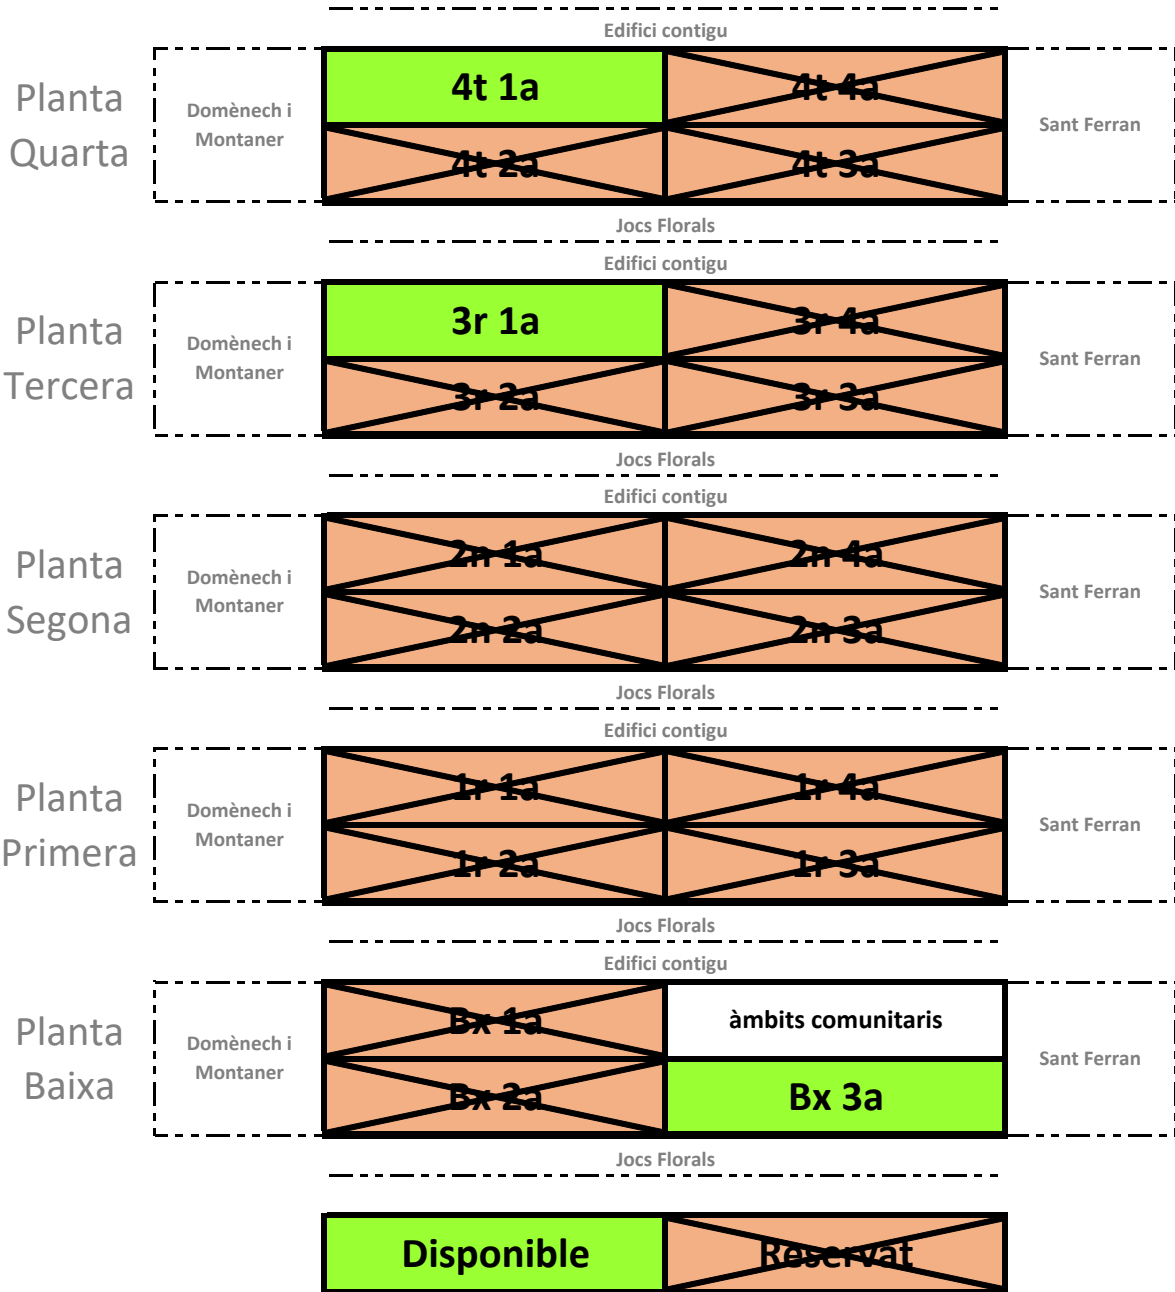 Edifici contigu
Planta
Quarta
Domènech i
Montaner
4t 1a
4t 4a
4t 2a
4t 3a
Sant Ferran
Jocs Florals
Edifici contigu
Planta
Tercera
Domènech i
Montaner
3r 1a
3r 4a
3r 2a
3r 3a
Sant Ferran
Jocs Florals
Edifici contigu
Planta
Segona
Domènech i
Montaner
2n 1a
2n 4a
2n 2a
2n 3a
Sant Ferran
Jocs Florals
Edifici contigu
Planta
Primera
Domènech i
Montaner
1r 1a
1r 4a
1r 2a
1r 3a
Sant Ferran
Jocs Florals
Edifici contigu
Planta
Baixa
Domènech i
Montaner
Bx 1a
àmbits comunitaris
Bx 2a
Bx 3a
Sant Ferran
Jocs Florals
Disponible
Reservat